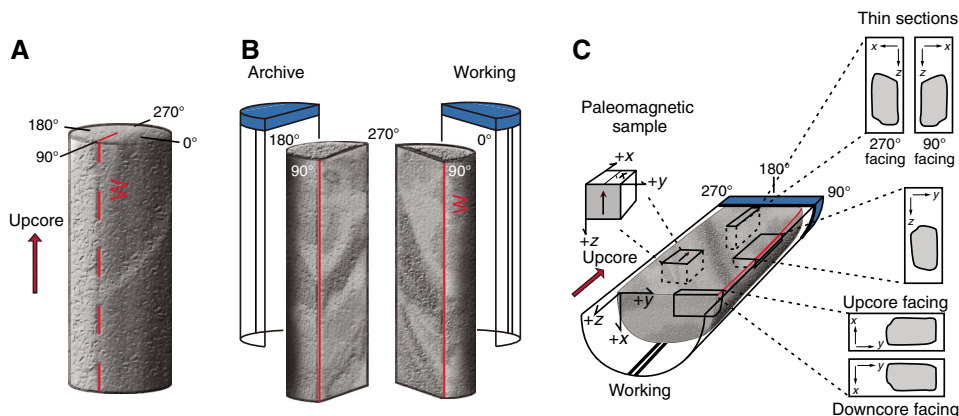 A
180°
270°
90°
0°
W
Upcore
B
Archive
Working
180°
270°
0°
90°
90°
W
C
Thin sections
x
z
x
z
270°
facing
90°
facing
Paleomagnetic
sample
+x
x
+y
+z
270°
180°
90°
Upcore
+y
+z
+x
Working
y
z
Upcore facing
x
y
y
x
Downcore facing